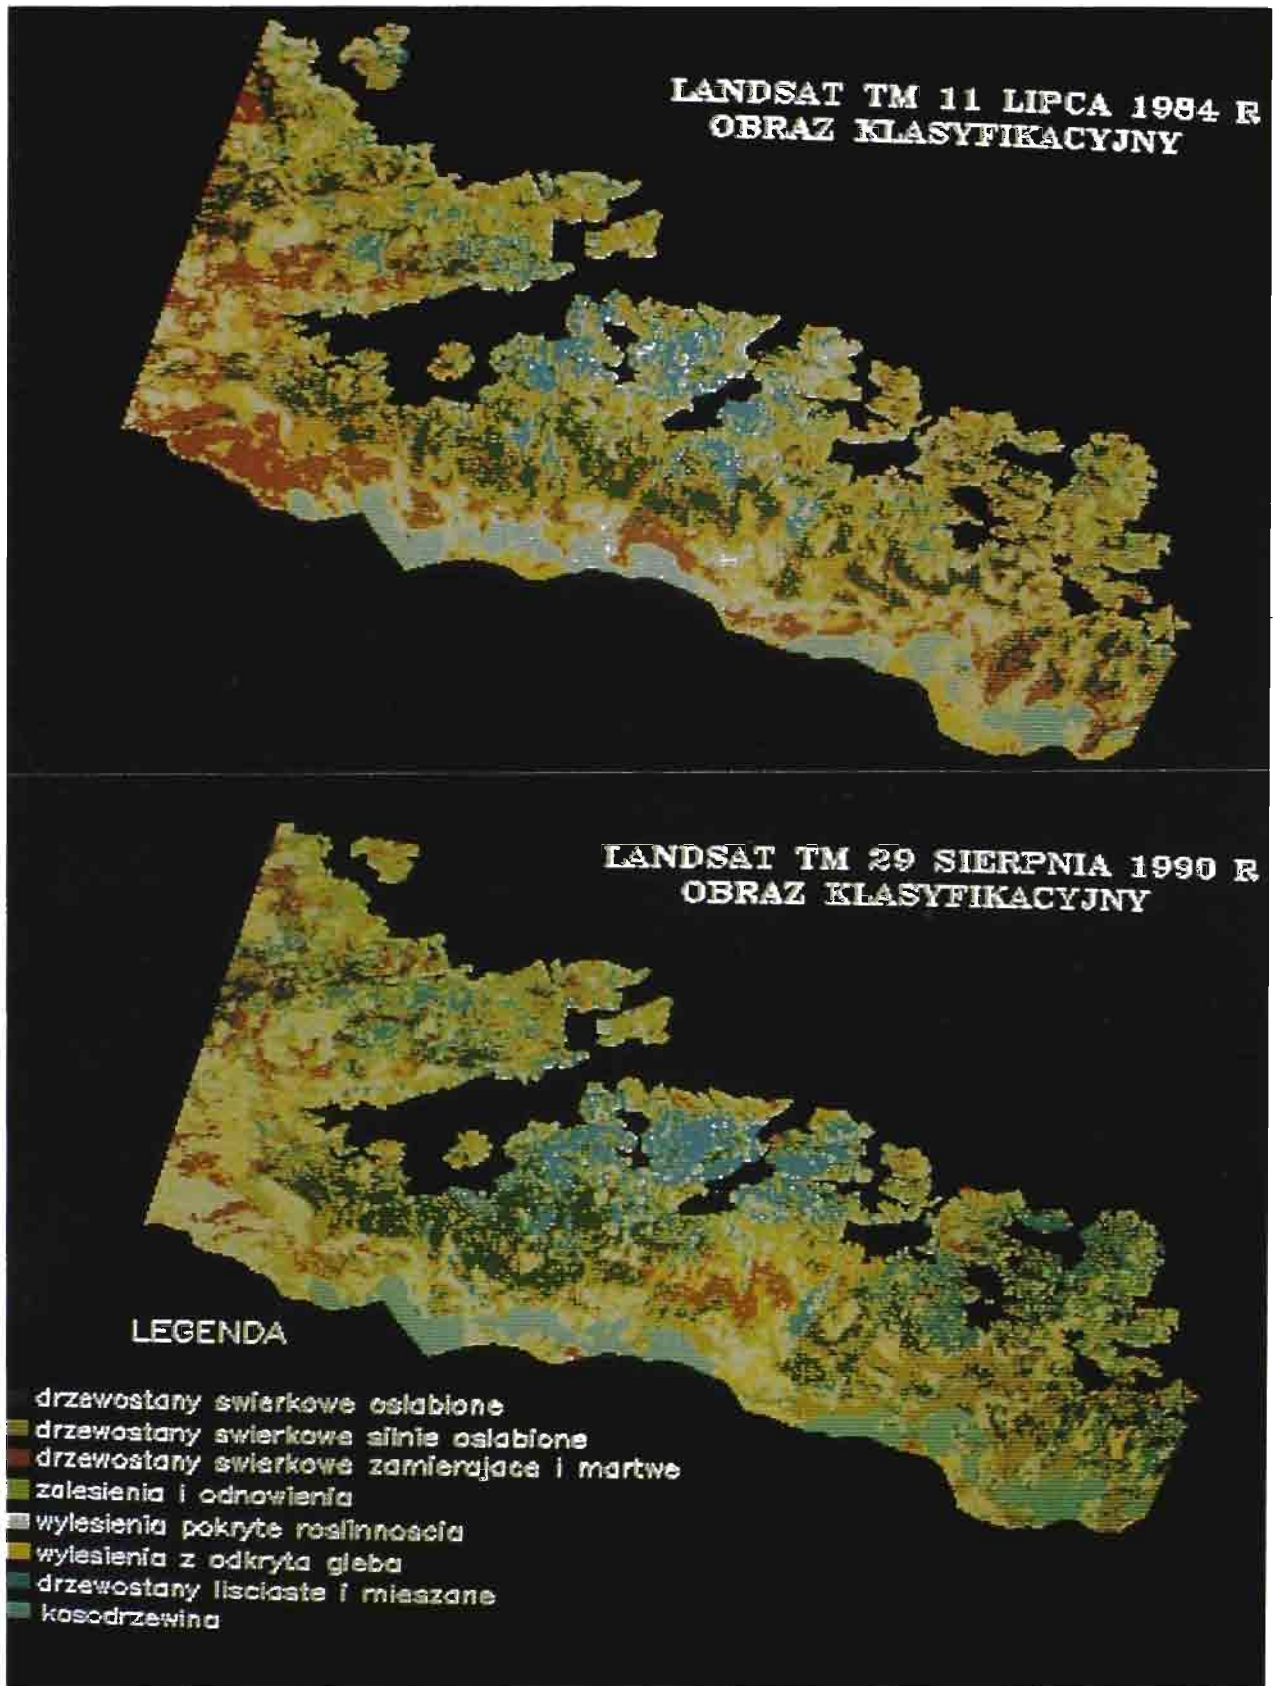 LANDSAT TM 11 LIPCA 1984 R
OBRAZ KLASYFIKACYJNY
LANDSAT TM 29 SIERPNIA 1990 R
OBRAZ KLASYFIKACYJNY
LEGENDA
drzewostany swierkowe oslabione
drzewostany swierkowe silnie oslabione
drzewostany swierkowe zamierajace i martwe
zalesienia i odnowienia
wylesienia pokryte roslinnoscia
wylesienia z odkryta gleba
drzewostany lisciaste i mieszane
kosodrzewina